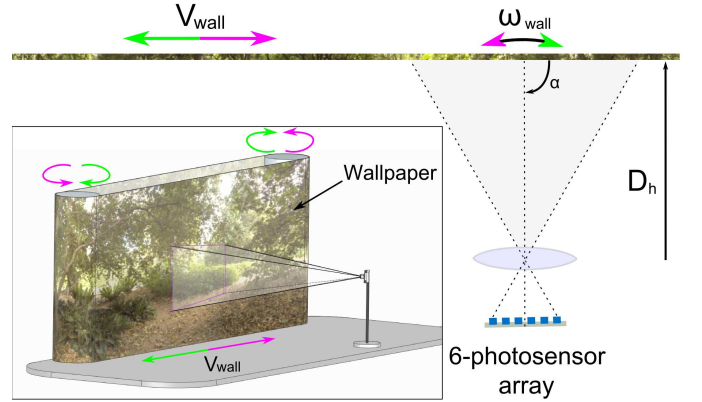 Vwall
ωwall
α
Dh
Wallpaper
Vwall
6-photosensor
array